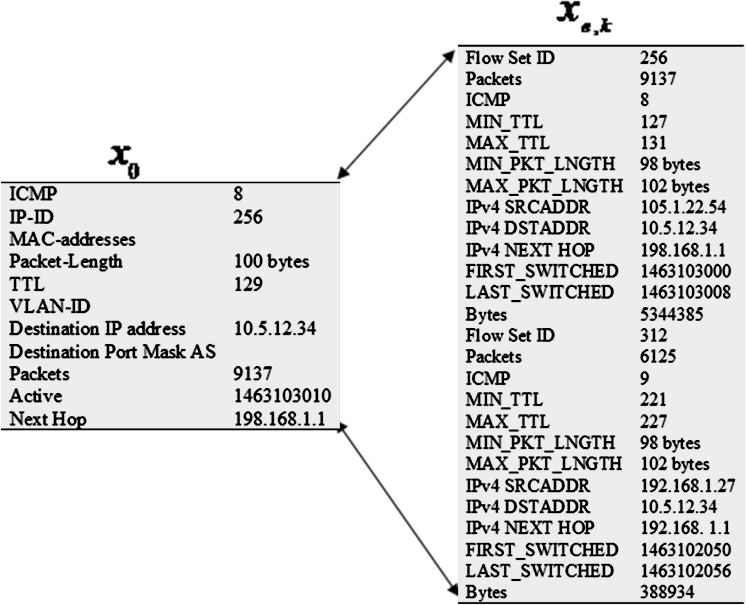 x₀
ICMP 8
IP-ID 256
MAC-addresses
Packet-Length 100 bytes
TTL 129
VLAN-ID
Destination IP address 10.5.12.34
Destination Port Mask AS
Packets 9137
Active 1463103010
Next Hop 198.168.1.1
x_{e,k}
Flow Set ID 256
Packets 9137
ICMP 8
MIN_TTL 127
MAX_TTL 131
MIN_PKT_LNGTH 98 bytes
MAX_PKT_LNGTH 102 bytes
IPv4 SRCADDR 105.1.22.54
IPv4 DSTADDR 10.5.12.34
IPv4 NEXT HOP 198.168.1.1
FIRST_SWITCHED 1463103000
LAST_SWITCHED 1463103008
Bytes 5344385
Flow Set ID 312
Packets 6125
ICMP 9
MIN_TTL 221
MAX_TTL 227
MIN_PKT_LNGTH 98 bytes
MAX_PKT_LNGTH 102 bytes
IPv4 SRCADDR 192.168.1.27
IPv4 DSTADDR 10.5.12.34
IPv4 NEXT HOP 192.168. 1.1
FIRST_SWITCHED 1463102050
LAST_SWITCHED 1463102056
Bytes 388934